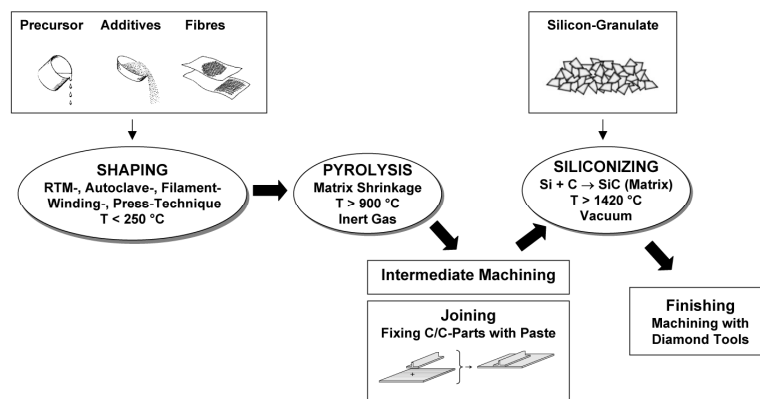 Precursor Additives Fibres
Silicon-Granulate
SHAPING
RTM-, Autoclave-, Filament-
Winding-, Press-Technique
T < 250 °C
PYROLYSIS
Matrix Shrinkage
T > 900 °C
Inert Gas
SILICONIZING
Si + C → SiC (Matrix)
T > 1420 °C
Vacuum
Intermediate Machining
Joining
Fixing C/C-Parts with Paste
Finishing
Machining with
Diamond Tools